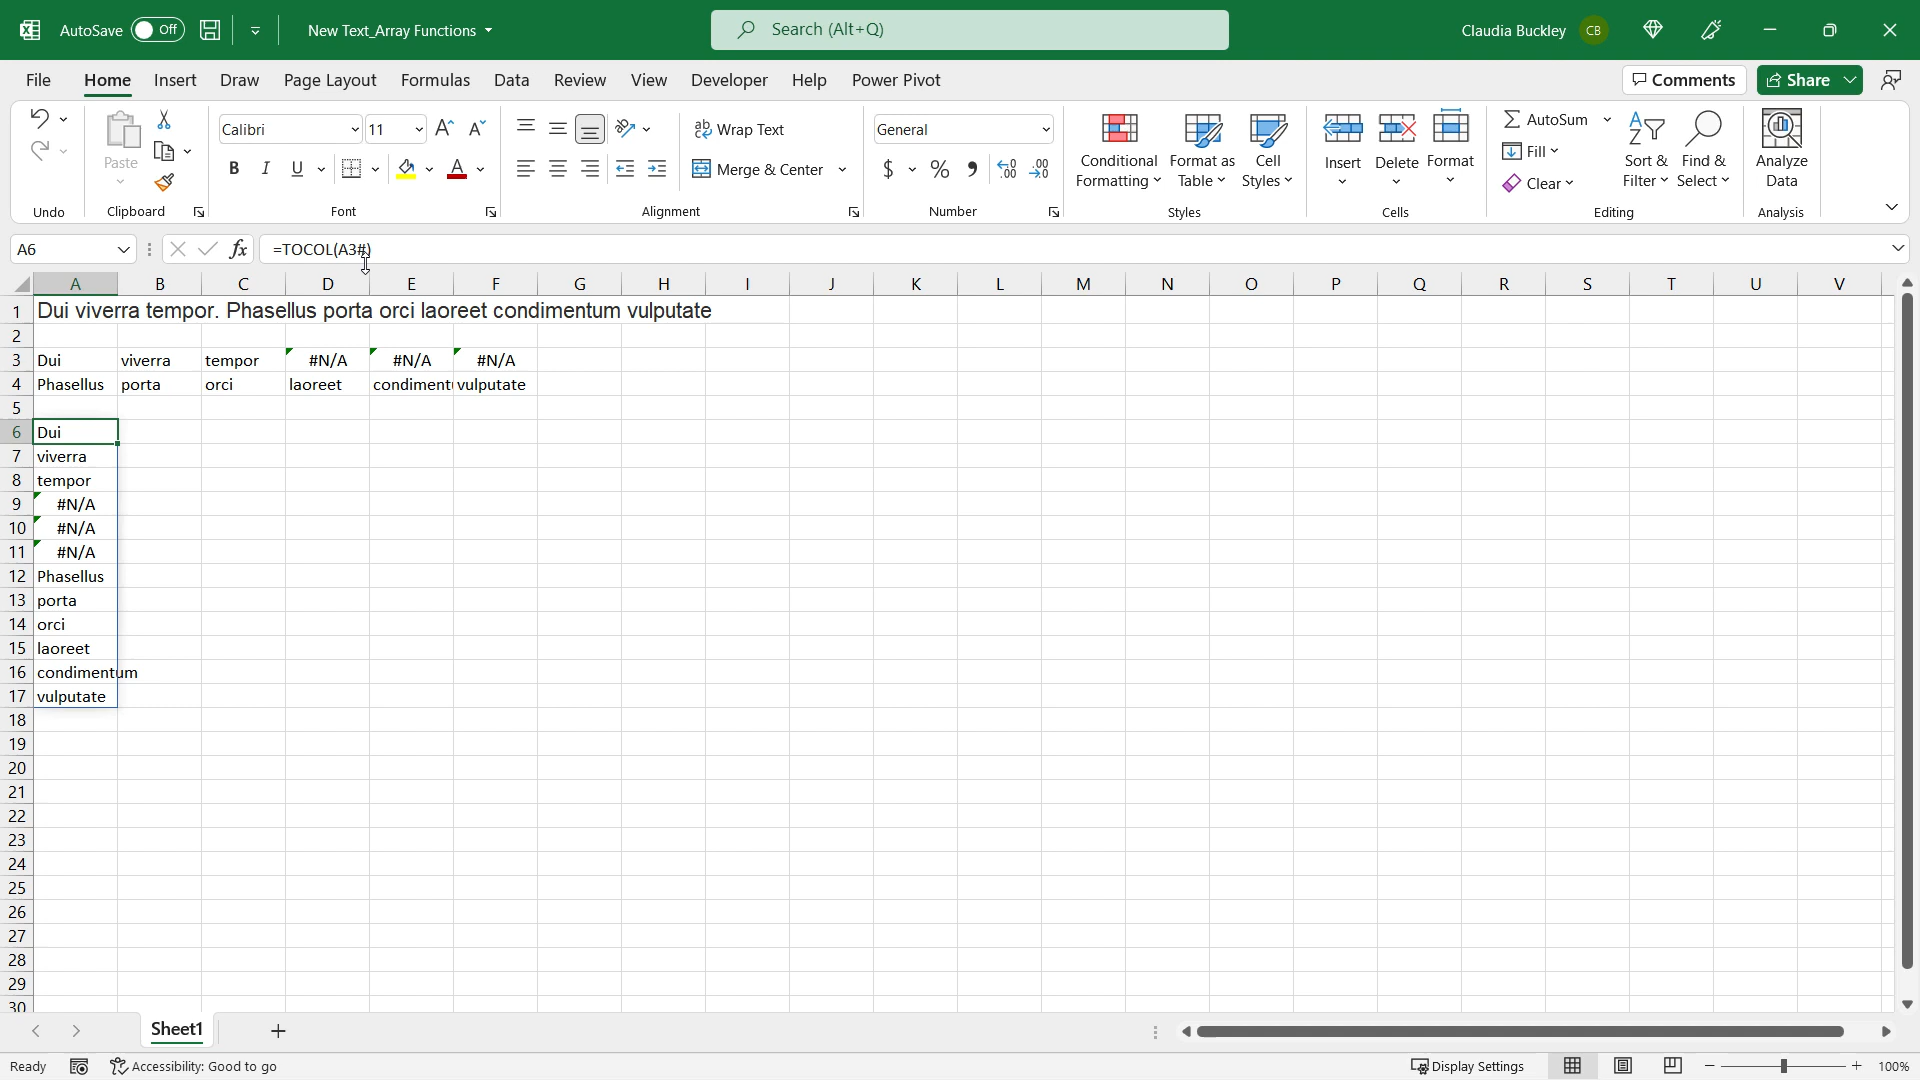 AutoSave Off New Text_Array Functions Search (Alt+Q) Claudia Buckley CB
File Home Insert Draw Page Layout Formulas Data Review View Developer Help Power Pivot Comments Share
Paste
Calibri 11
B I U A
ab Wrap Text
Merge & Center
General
$ %
Conditional Formatting
Format as Table
Cell Styles
Insert Delete Format
AutoSum
Fill
Clear
Sort & Filter
Find & Select
Analyze Data
Undo Clipboard Font Alignment Number Styles Cells Editing Analysis
A6 fx =TOCOL(A3#)
A B C D E F G H I J K L M N O P Q R S T U V
1 Dui viverra tempor. Phasellus porta orci laoreet condimentum vulputate
2
3 Dui viverra tempor #N/A #N/A #N/A
4 Phasellus porta orci laoreet condiment vulputate
5
6 Dui
7 viverra
8 tempor
9 #N/A
10 #N/A
11 #N/A
12 Phasellus
13 porta
14 orci
15 laoreet
16 condimentum
17 vulputate
18
19
20
21
22
23
24
25
26
27
28
29
30
Sheet1
Ready Accessibility: Good to go Display Settings 100%